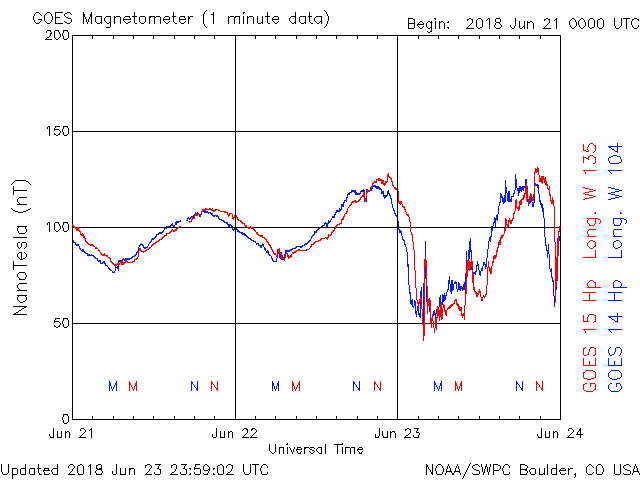 GOES Magnetometer (1 minute data)
Begin: 2018 Jun 21 0000 UTC
200
150
100
50
0
NanoTesla (nT)
M M N N M M N N M M N N
Jun 21 Jun 22 Jun 23 Jun 24
Universal Time
GOES 15 Hp Long. W 135
GOES 14 Hp Long. W 104
Updated 2018 Jun 23 23:59:02 UTC
NOAA/SWPC Boulder, CO USA